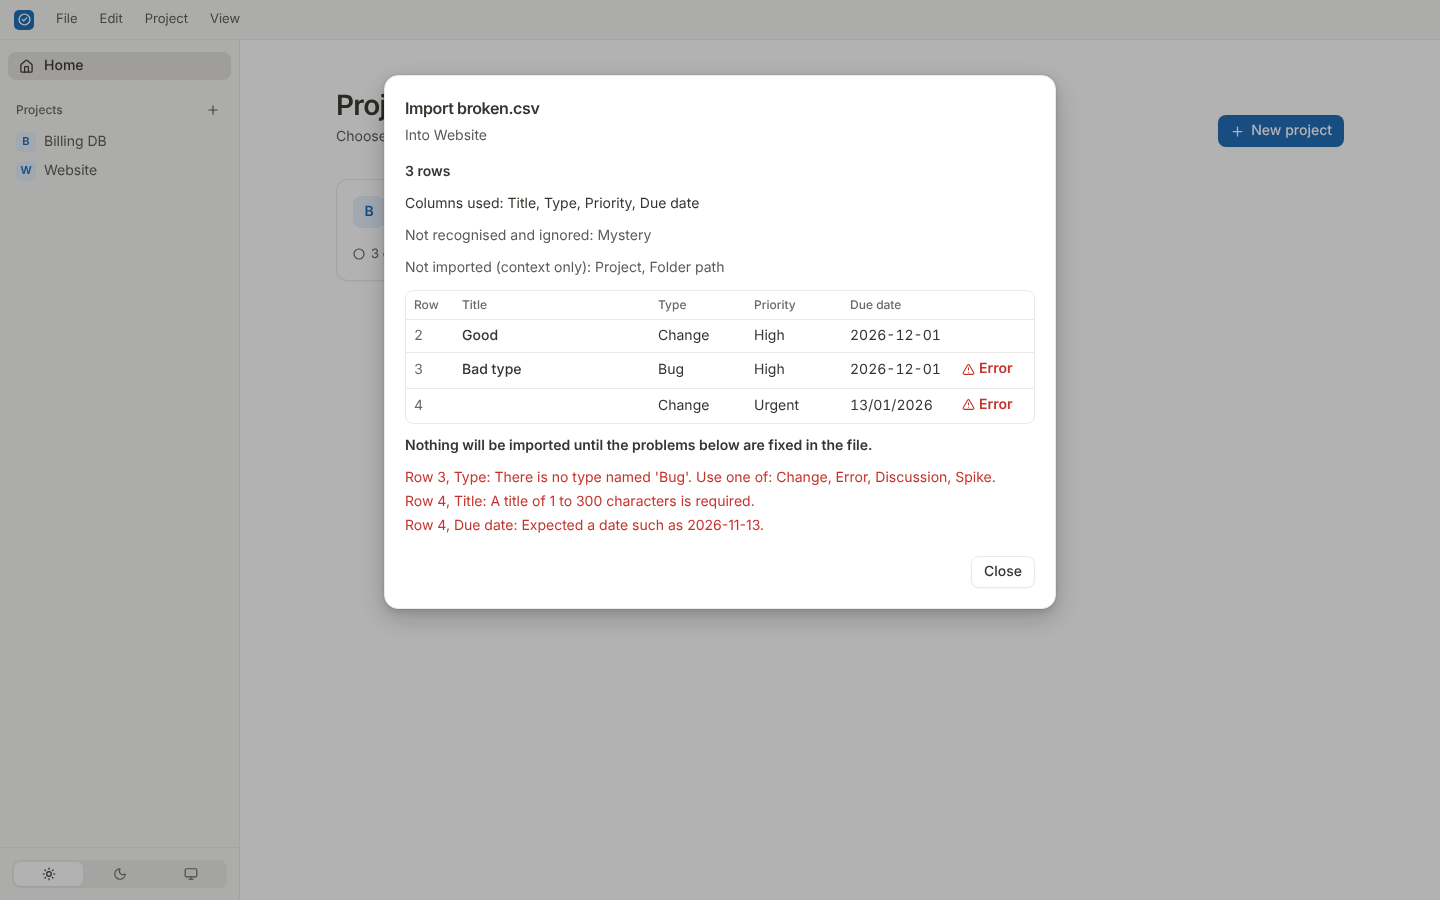 File Edit Project View
Home
Projects
B Billing DB
W Website
Proj
Choose
New project
B
3
Import broken.csv
Into Website
3 rows
Columns used: Title, Type, Priority, Due date
Not recognised and ignored: Mystery
Not imported (context only): Project, Folder path
Row Title Type Priority Due date
2 Good Change High 2026-12-01
3 Bad type Bug High 2026-12-01 Error
4 Change Urgent 13/01/2026 Error
Nothing will be imported until the problems below are fixed in the file.
Row 3, Type: There is no type named 'Bug'. Use one of: Change, Error, Discussion, Spike.
Row 4, Title: A title of 1 to 300 characters is required.
Row 4, Due date: Expected a date such as 2026-11-13.
Close